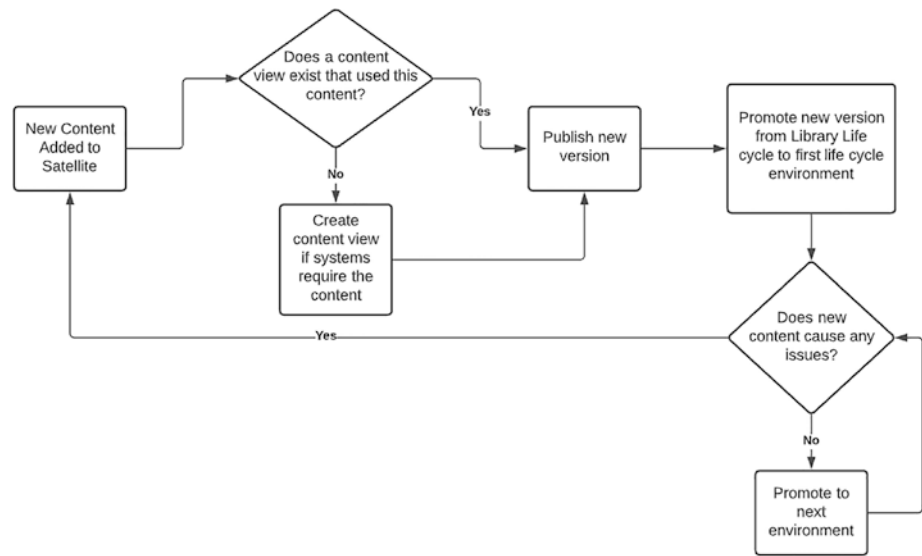 New Content
Added to
Satellite
Does a content
view exist that used this
content?
Yes
No
Create
content view
if systems
require the
content
Publish new
version
Promote new version
from Library Life
cycle to first life cycle
environment
Does new
content cause any
issues?
Yes
No
Promote to
next
environment